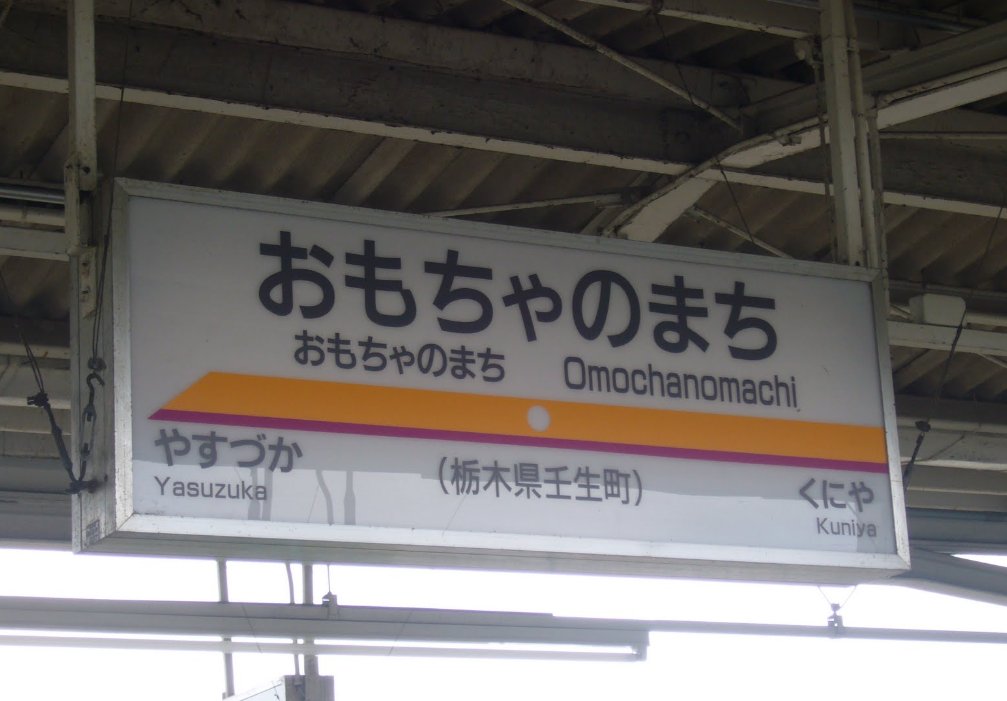 おもちゃのまち
おもちゃのまち Omochanomachi
やすづか (栃木県壬生町) くにや
Yasuzuka Kuniya